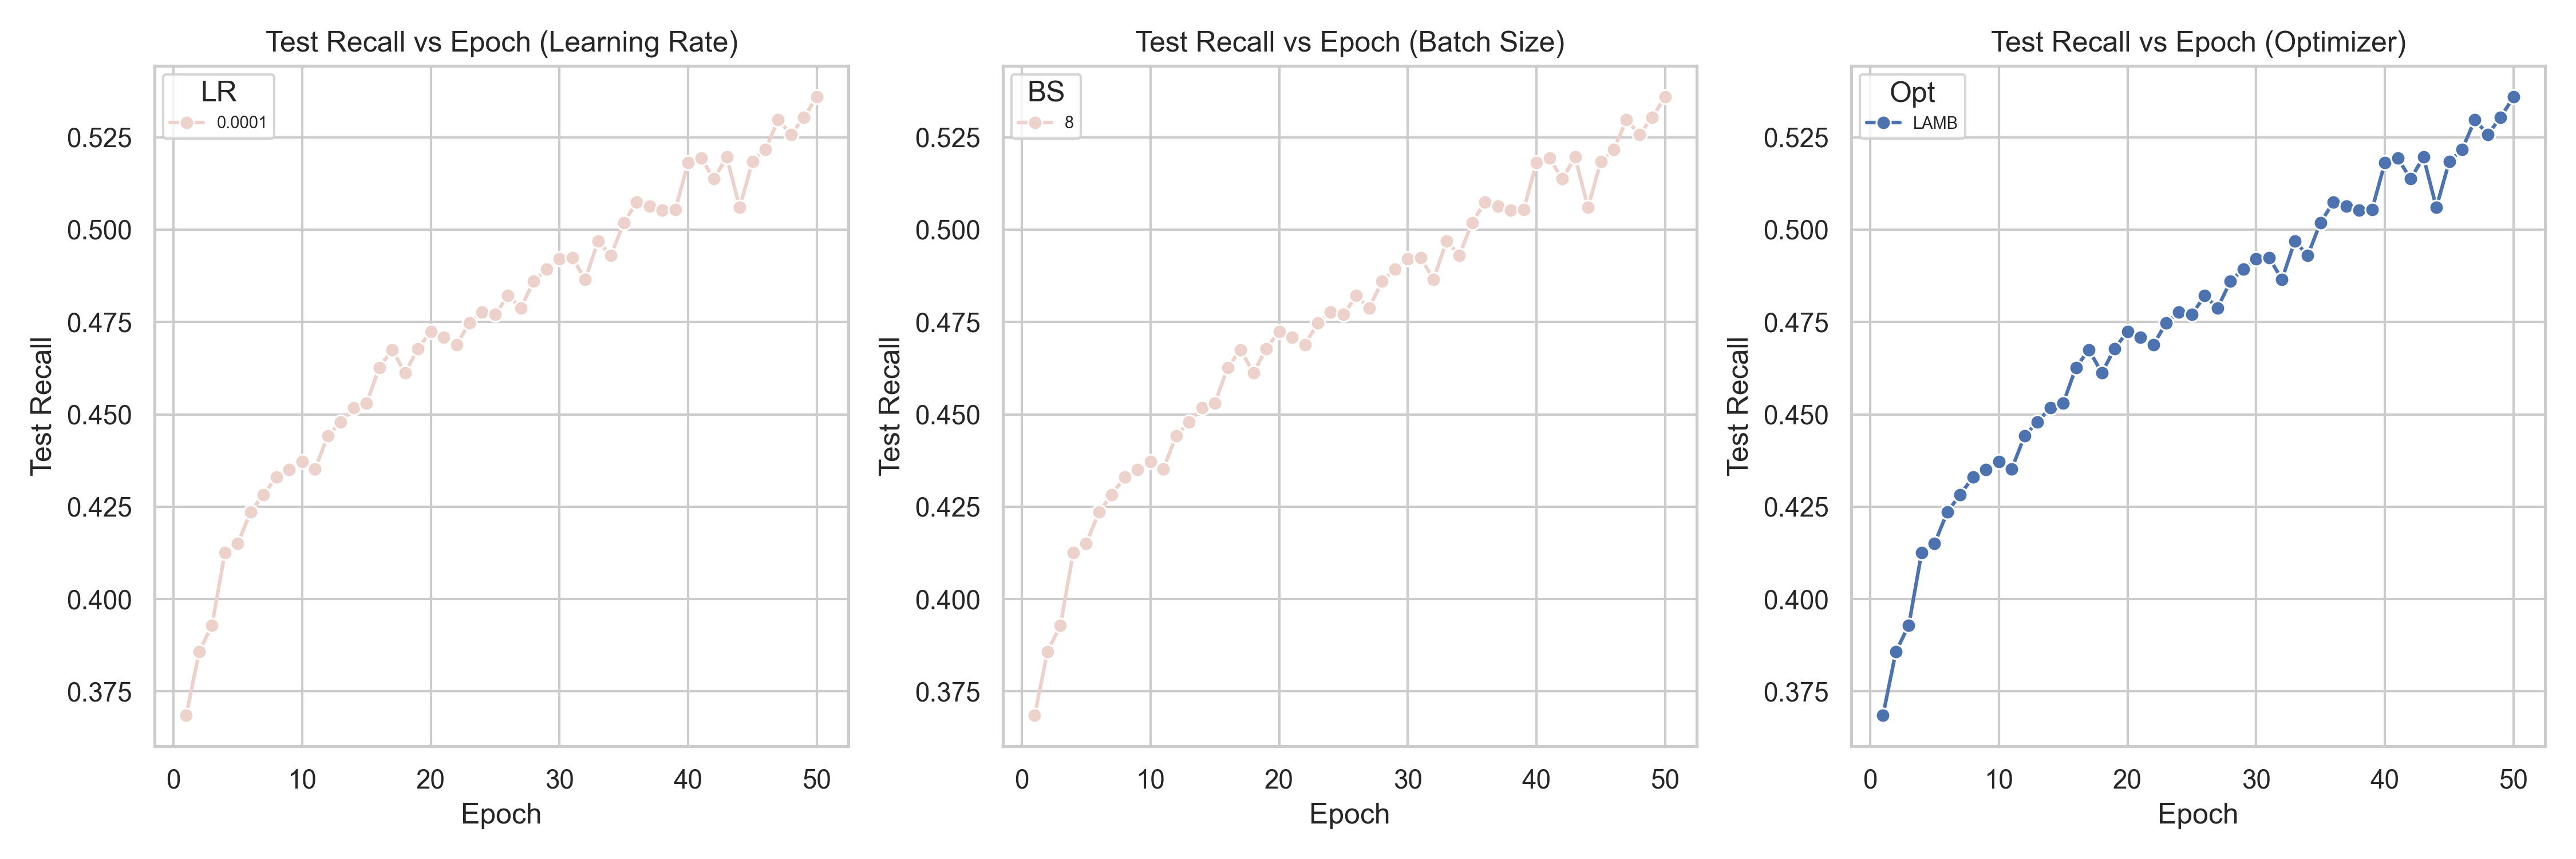 Test Recall vs Epoch (Learning Rate)
LR
0.0001
0.525
0.500
0.475
0.450
0.425
0.400
0.375
Test Recall
0 10 20 30 40 50
Epoch
Test Recall vs Epoch (Batch Size)
BS
8
0.525
0.500
0.475
0.450
0.425
0.400
0.375
Test Recall
0 10 20 30 40 50
Epoch
Test Recall vs Epoch (Optimizer)
Opt
LAMB
0.525
0.500
0.475
0.450
0.425
0.400
0.375
Test Recall
0 10 20 30 40 50
Epoch